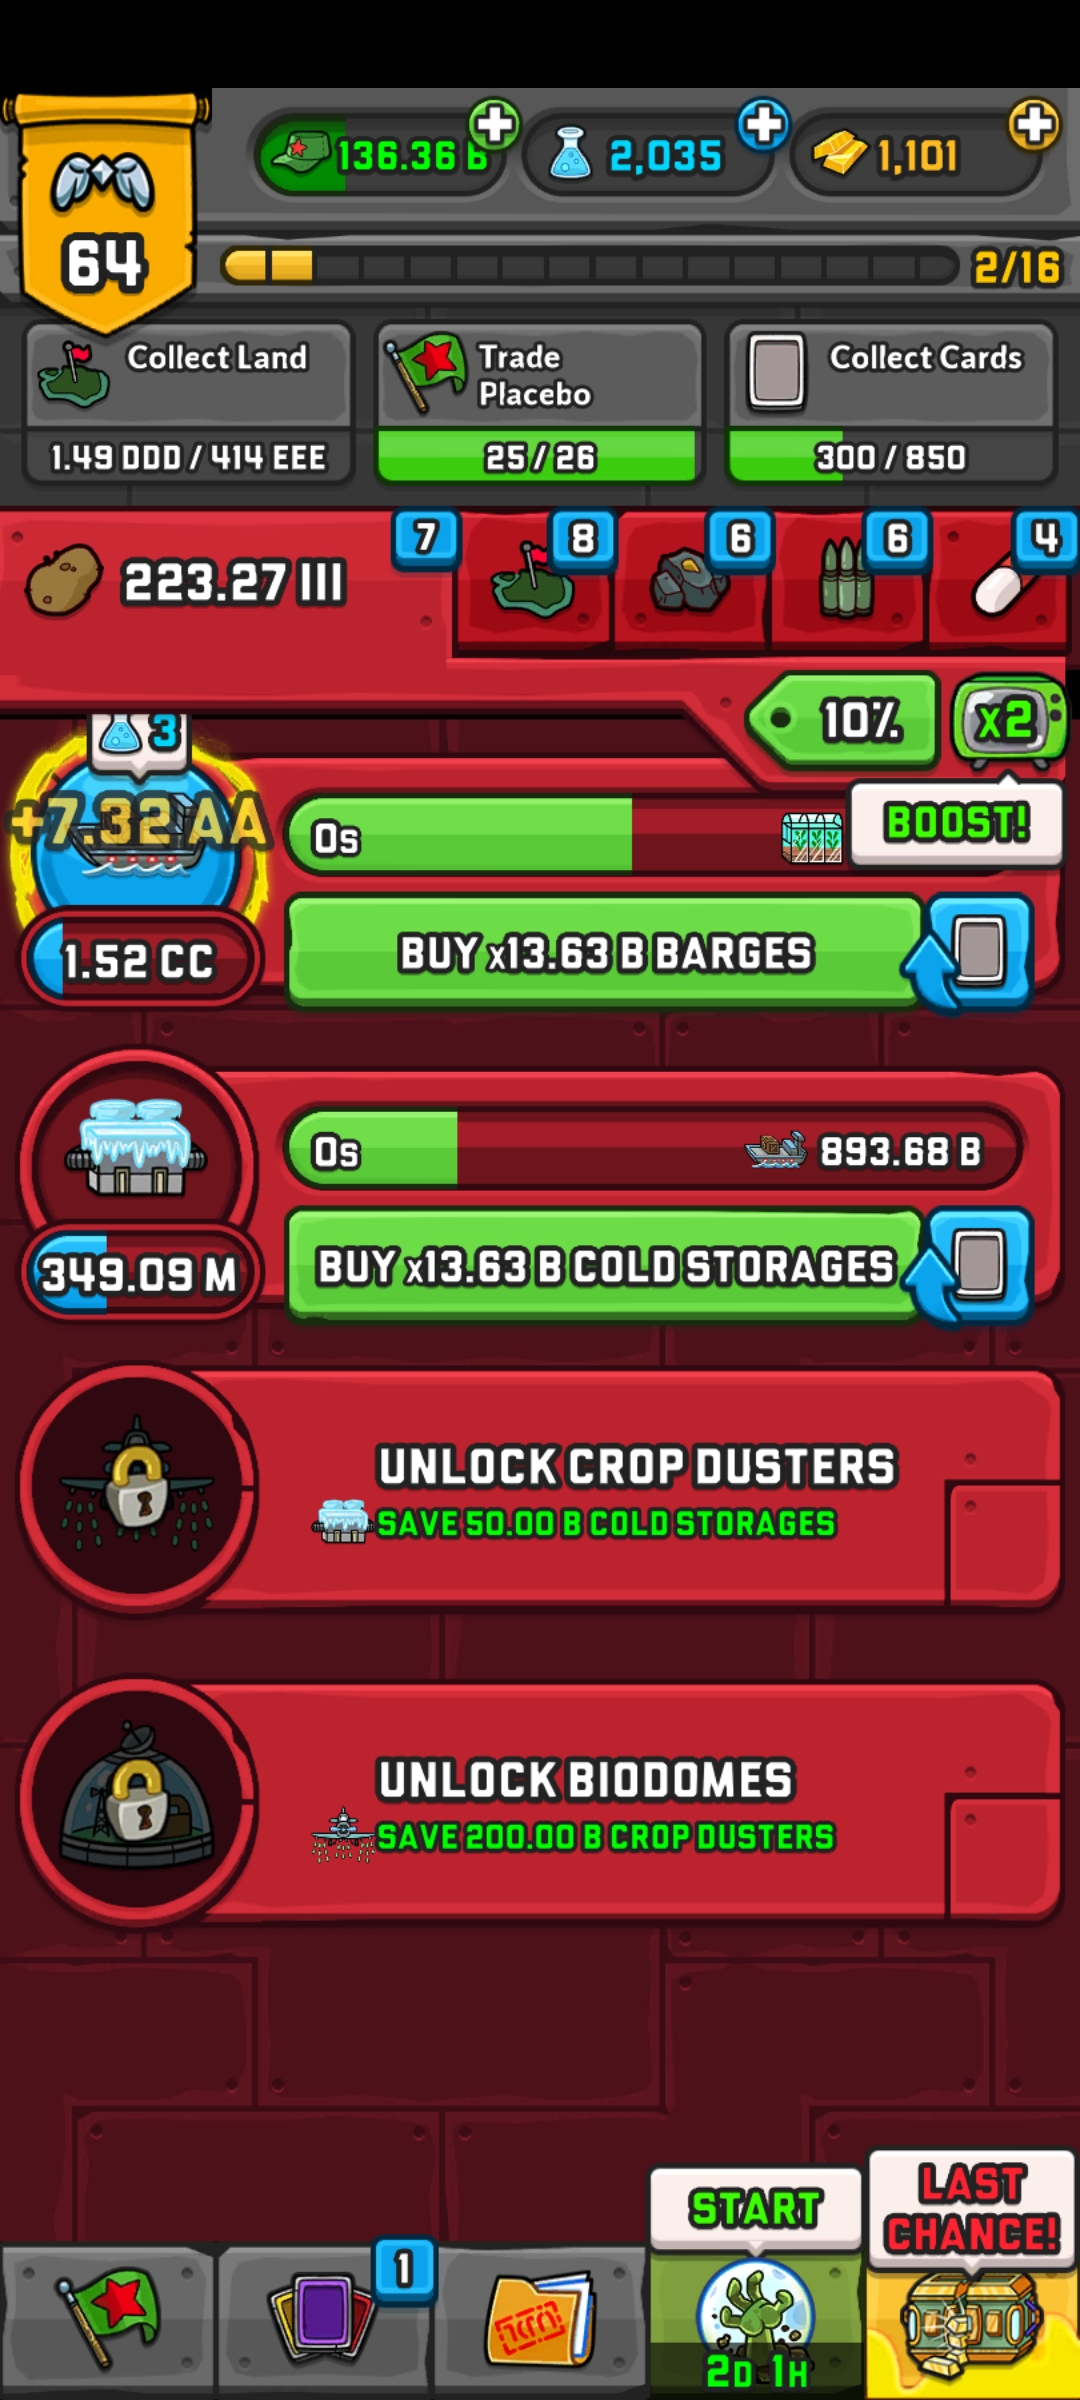 136.36 B
2,035
1,101
64
2/16
Collect Land
1.49 DDD / 414 EEE
Trade
Placebo
25 / 26
Collect Cards
300 / 850
223.27 III
7
8
6
6
4
10%
x2
BOOST!
3
+7.32 AA
0s
1.52 CC
BUY x13.63 B BARGES
0s
893.68 B
349.09 M
BUY x13.63 B COLD STORAGES
UNLOCK CROP DUSTERS
SAVE 50.00 B COLD STORAGES
UNLOCK BIODOMES
SAVE 200.00 B CROP DUSTERS
1
START
2D 1H
LAST
CHANCE!